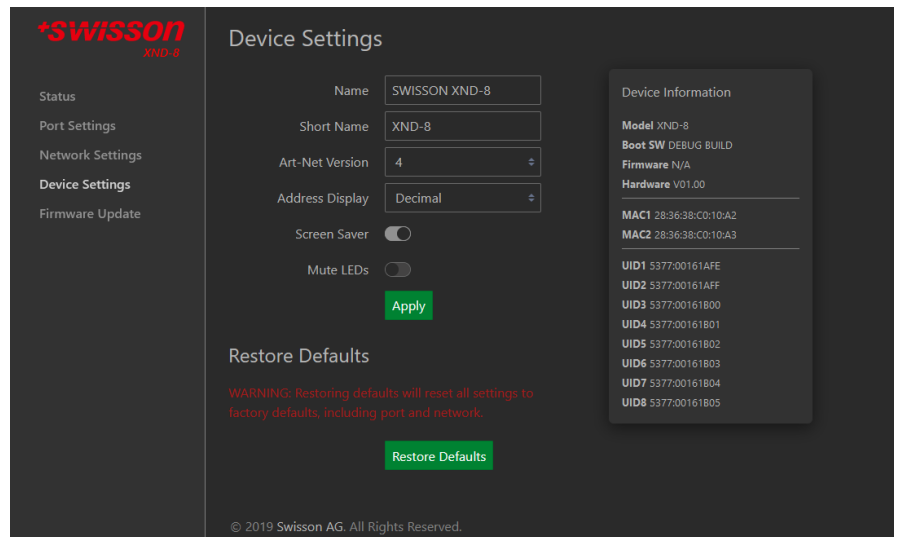 +swisson
XND-8
Status
Port Settings
Network Settings
Device Settings
Firmware Update
Device Settings
Name SWISSON XND-8
Short Name XND-8
Art-Net Version 4
Address Display Decimal
Screen Saver
Mute LEDs
Apply
Restore Defaults
WARNING: Restoring defaults will reset all settings to
factory defaults, including port and network.
Restore Defaults
Device Information
Model XND-8
Boot SW DEBUG BUILD
Firmware N/A
Hardware V01.00
MAC1 28:36:38:C0:10:A2
MAC2 28:36:38:C0:10:A3
UID1 5377:00161AFE
UID2 5377:00161AFF
UID3 5377:00161B00
UID4 5377:00161B01
UID5 5377:00161B02
UID6 5377:00161B03
UID7 5377:00161B04
UID8 5377:00161B05
© 2019 Swisson AG. All Rights Reserved.